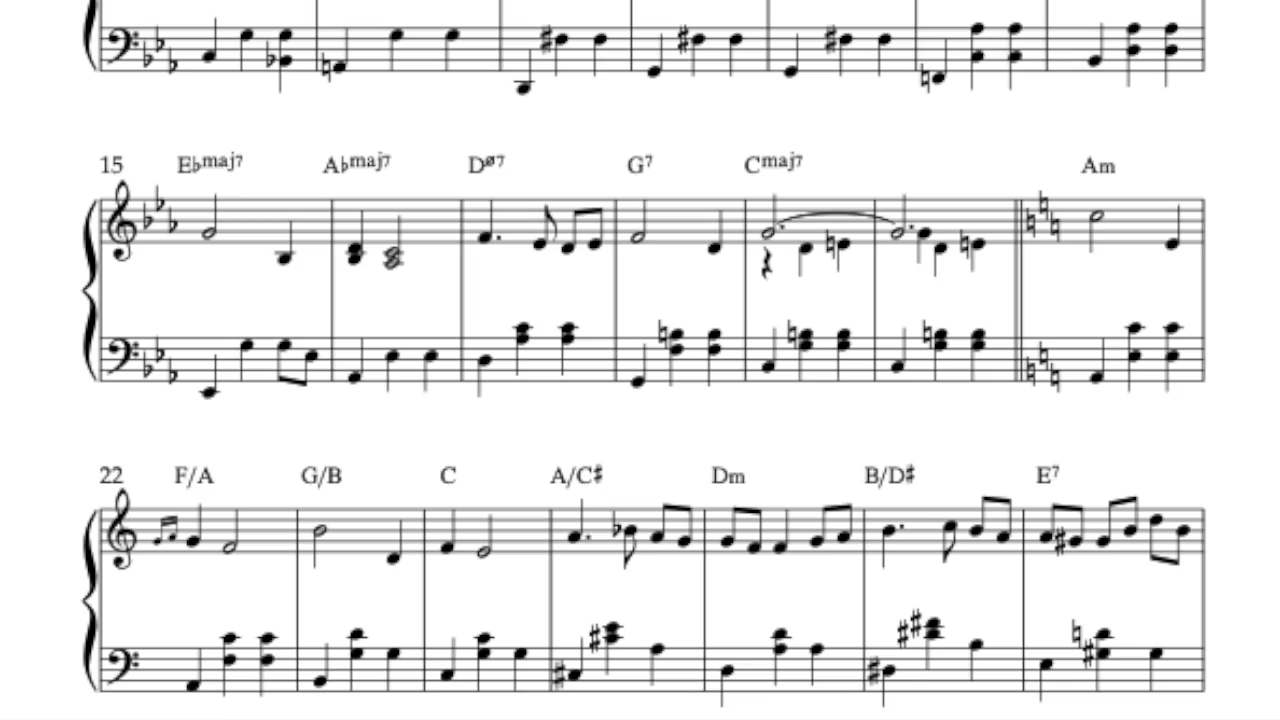 15 E♭maj7 A♭maj7 Dø7 G7 Cmaj7 Am
22 F/A G/B C A/C♯ Dm B/D♯ E7